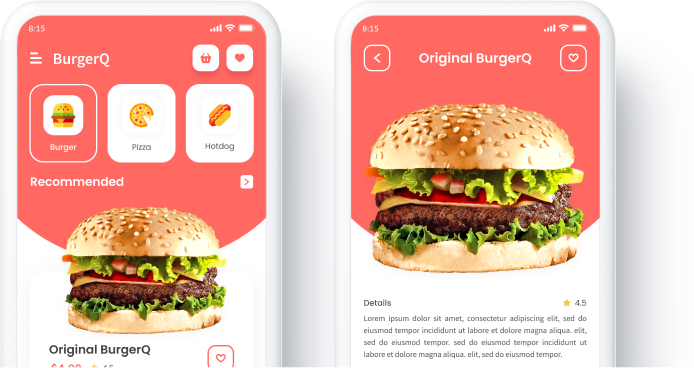 8:15
BurgerQ
Burger
Pizza
Hotdog
Recommended
Original BurgerQ
4.5
8:15
Original BurgerQ
Details
4.5
Lorem ipsum dolor sit amet, consectetur adipiscing elit, sed do
eiusmod tempor incididunt ut labore et dolore magna aliqua. elit,
sed do eiusmod tempor incididunt ut labore et dolore magna
aliqua. elit, sed do eiusmod tempor incididunt ut
labore et dolore magna aliqua. elit, sed do eiusmod tempor.